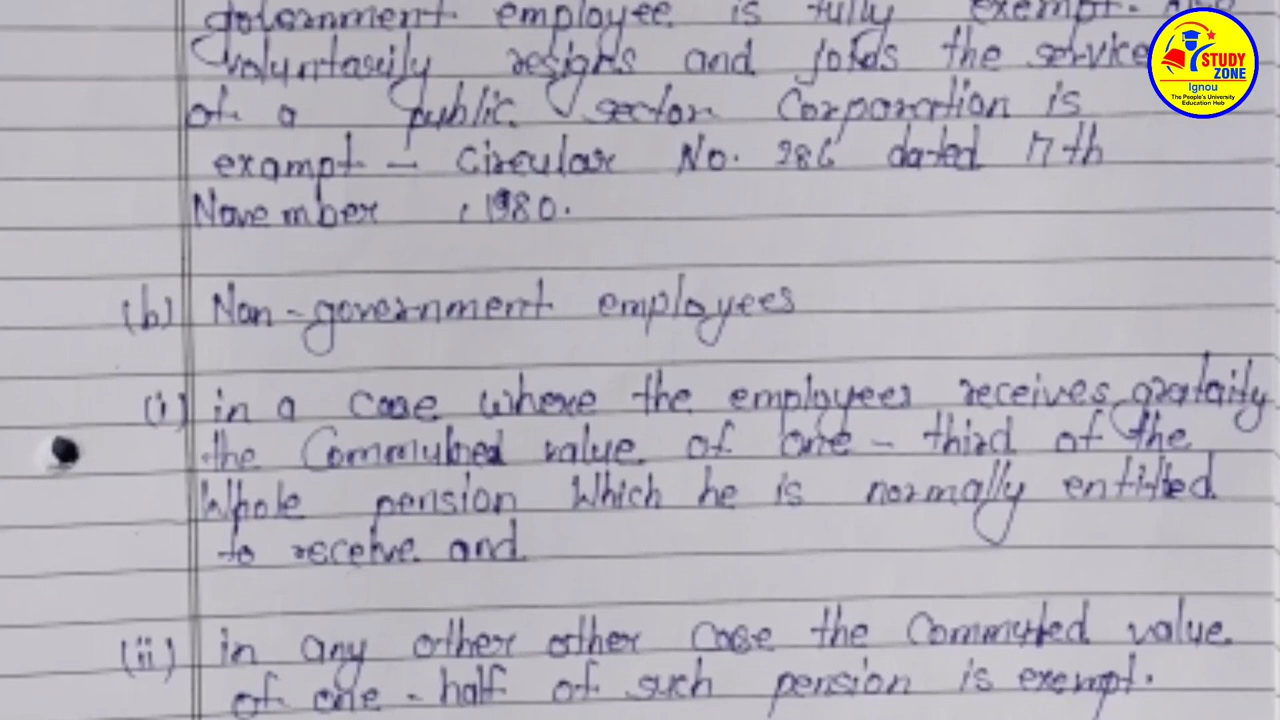 government employee is fully exempt. Also
voluntarily resigns and joins the service
of a public sector Corporation is
exampt - Circular No. 286 dated 17th
November , 1980.
(b) Non-government employees
(i) in a case where the employees receives gratuity
the Commuted value of one - third of the
Whole pension Which he is normally entitled
to receive and
(ii) in any other other case the Commuted value
of one - half of such pension is exempt.
STUDY
ZONE
Ignou
The People's University
Education Hub